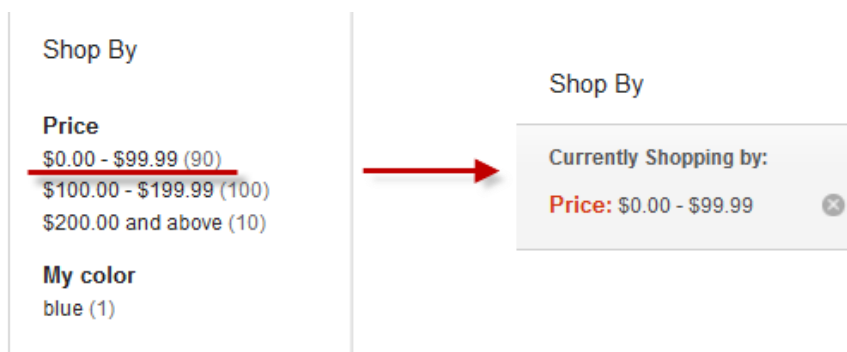 Shop By
Price
$0.00 - $99.99 (90)
$100.00 - $199.99 (100)
$200.00 and above (10)
My color
blue (1)
Shop By
Currently Shopping by:
Price: $0.00 - $99.99